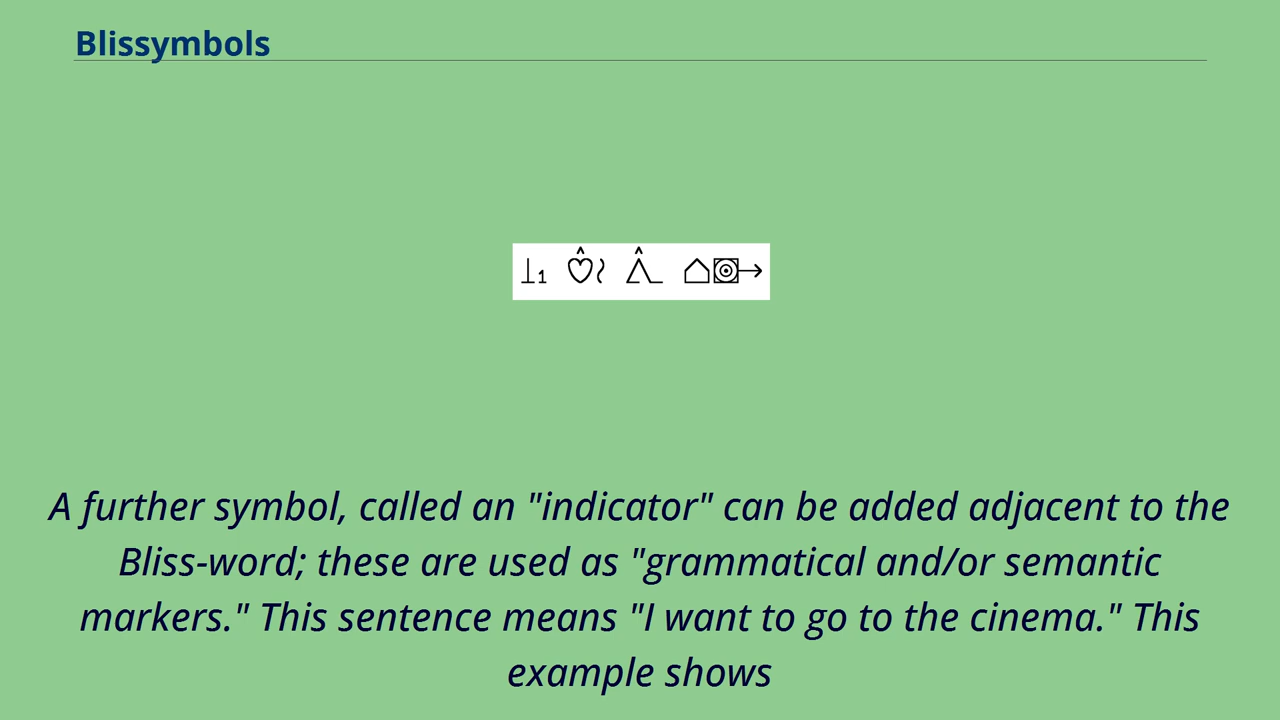 Blissymbols
A further symbol, called an "indicator" can be added adjacent to the
Bliss-word; these are used as "grammatical and/or semantic
markers." This sentence means "I want to go to the cinema." This
example shows